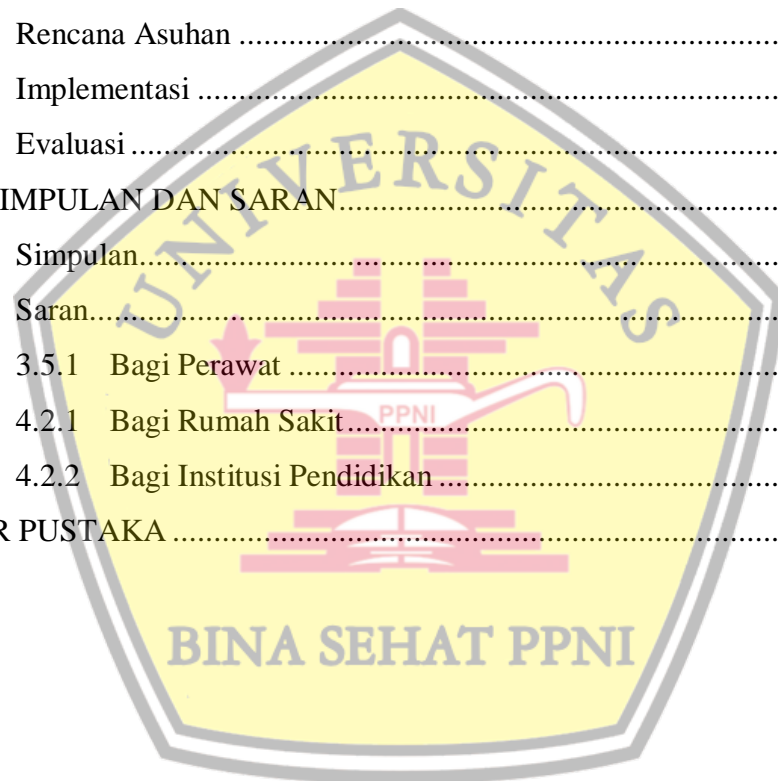 Rencana Asuhan ................................................................
Implementasi ................................................................
Evaluasi ................................................................
IMPULAN DAN SARAN................................................................
Simpulan................................................................
Saran................................................................
3.5.1 Bagi Perawat ................................................................
4.2.1 Bagi Rumah Sakit................................................................
4.2.2 Bagi Institusi Pendidikan ................................................................
R PUSTAKA ................................................................
UNIVERSITAS
PPNI
BINA SEHAT PPNI